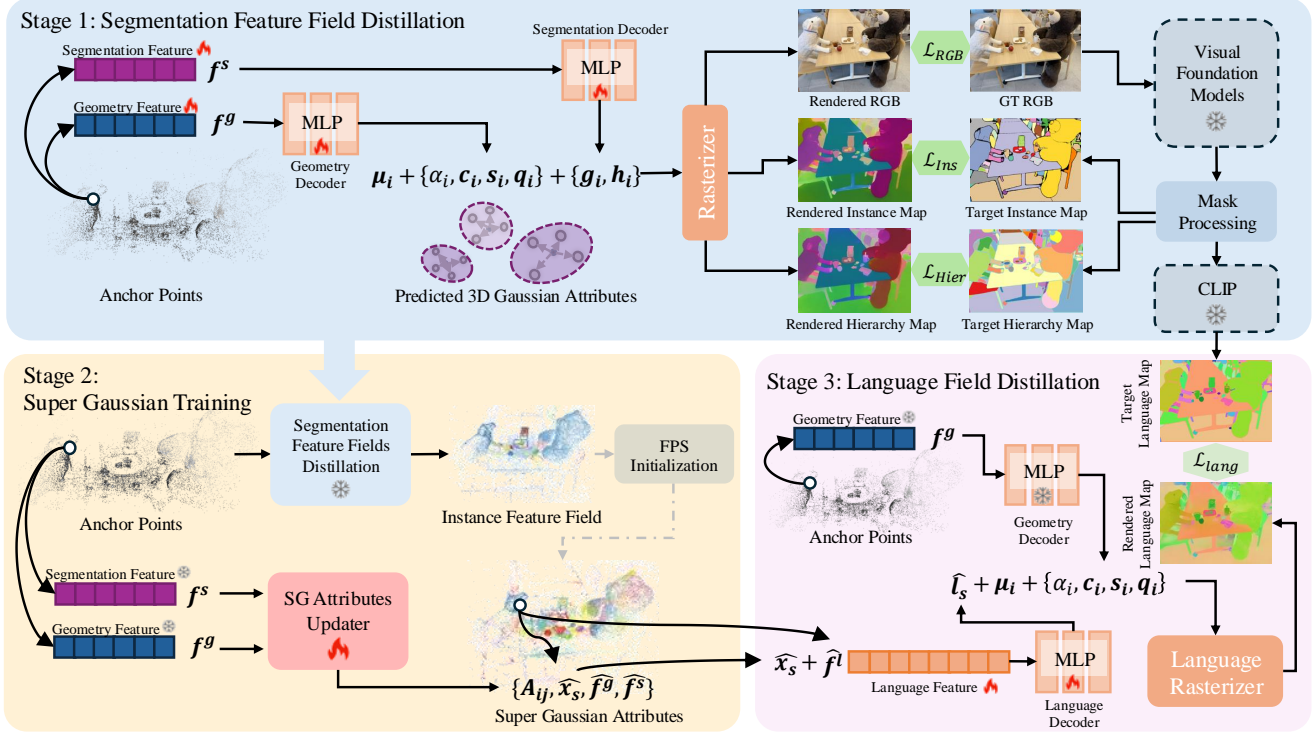 Stage 1: Segmentation Feature Field Distillation
Segmentation Feature
f^s
Geometry Feature
f^g
MLP
Geometry
Decoder
Segmentation Decoder
MLP
μ_i + {α_i, c_i, s_i, q_i} + {g_i, h_i}
Anchor Points
Predicted 3D Gaussian Attributes
Rasterizer
Rendered RGB
L_RGB
GT RGB
Rendered Instance Map
L_Ins
Target Instance Map
Rendered Hierarchy Map
L_Hier
Target Hierarchy Map
Visual
Foundation
Models
Mask
Processing
CLIP
Stage 2:
Super Gaussian Training
Anchor Points
Segmentation
Feature Fields
Distillation
Instance Feature Field
FPS
Initialization
Segmentation Feature
f^s
Geometry Feature
f^g
SG Attributes
Updater
{A_ij, x̂_s, f̂^g, f̂^s}
Super Gaussian Attributes
Stage 3: Language Field Distillation
Geometry Feature
f^g
Anchor Points
MLP
Geometry
Decoder
Target
Language Map
L_lang
Rendered
Language Map
l̂_s + μ_i + {α_i, c_i, s_i, q_i}
x̂_s + f̂^l
Language Feature
MLP
Language
Decoder
Language
Rasterizer